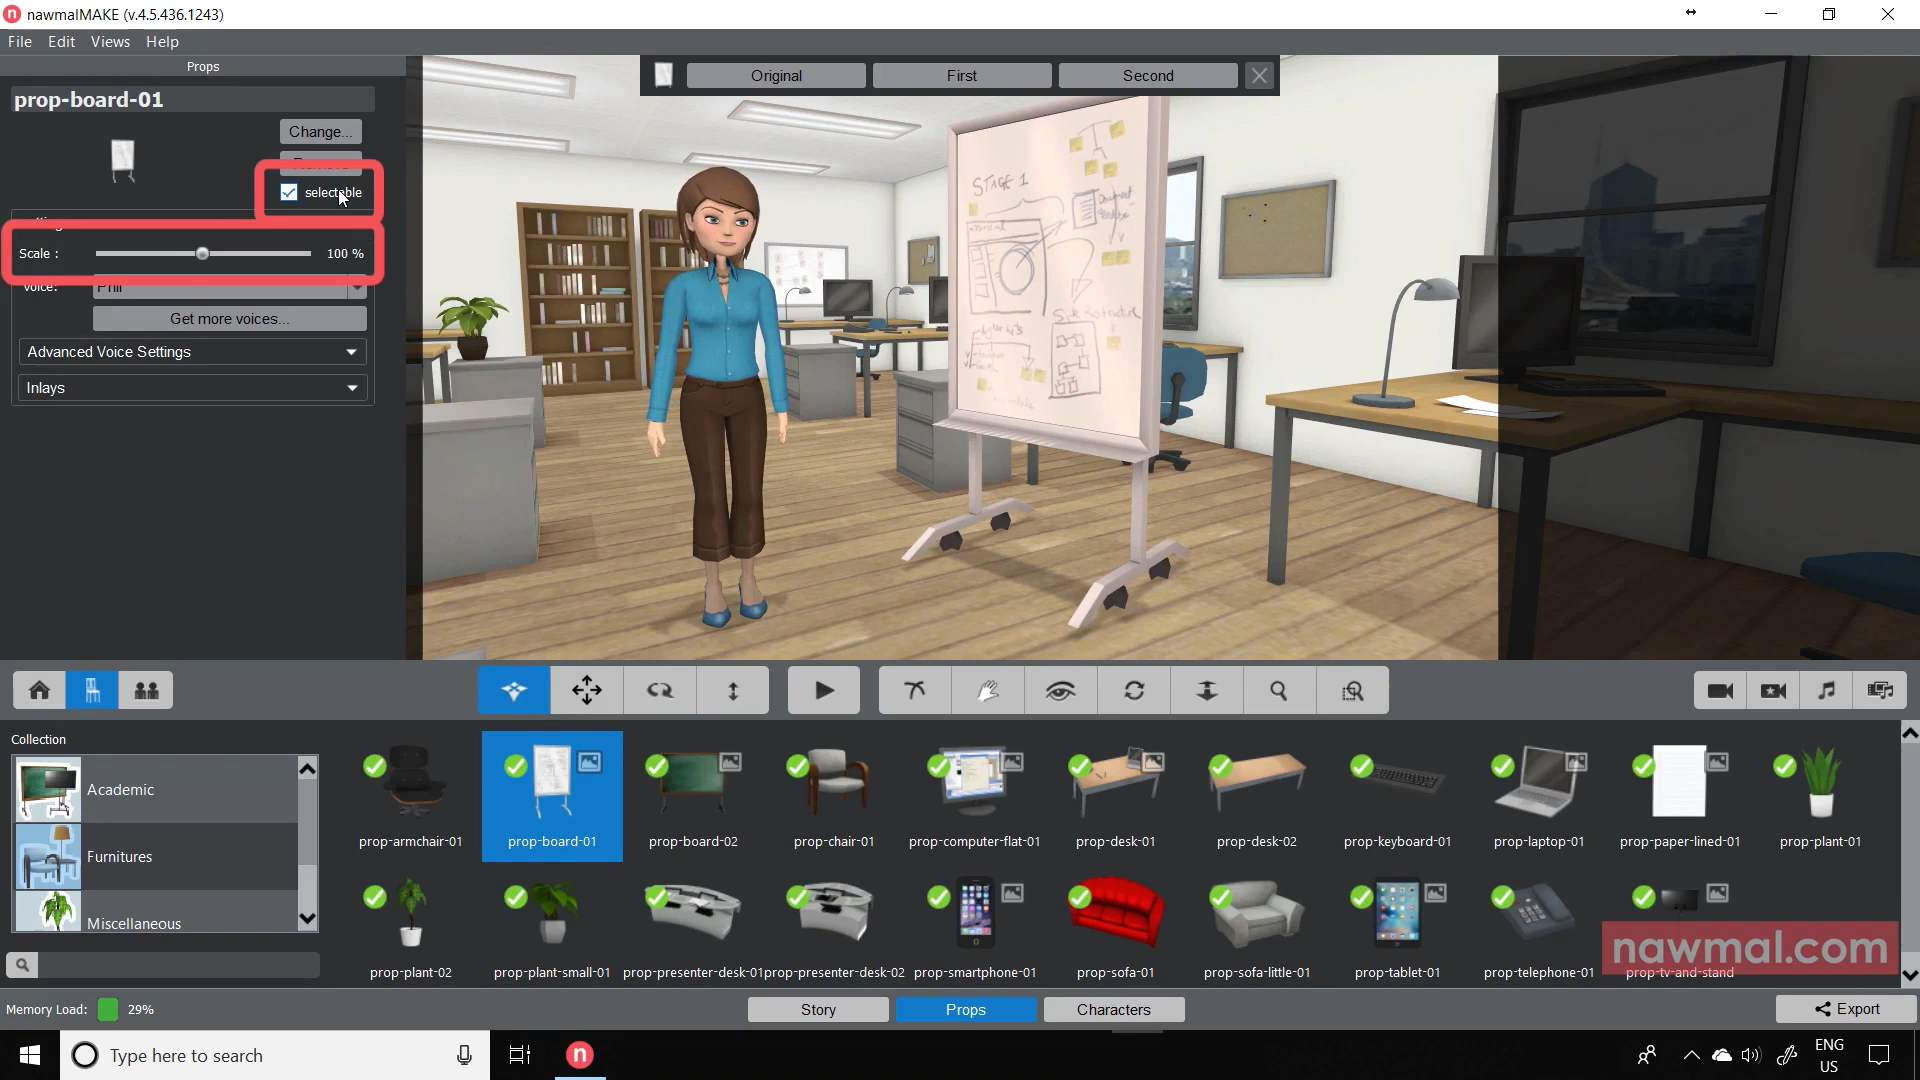 nawmalMAKE (v.4.5.436.1243)
File Edit Views Help
Props
prop-board-01
Change...
selectable
Scale : 100 %
Voice: Phil
Get more voices...
Advanced Voice Settings
Inlays
Original First Second
STAGE 1
Collection
Academic
Furnitures
Miscellaneous
prop-armchair-01 prop-board-01 prop-board-02 prop-chair-01 prop-computer-flat-01 prop-desk-01 prop-desk-02 prop-keyboard-01 prop-laptop-01 prop-paper-lined-01 prop-plant-01
prop-plant-02 prop-plant-small-01 prop-presenter-desk-01 prop-presenter-desk-02 prop-smartphone-01 prop-sofa-01 prop-sofa-little-01 prop-tablet-01 prop-telephone-01 prop-tv-and-stand
nawmal.com
Memory Load: 29%
Story Props Characters
Export
Type here to search
ENG
US